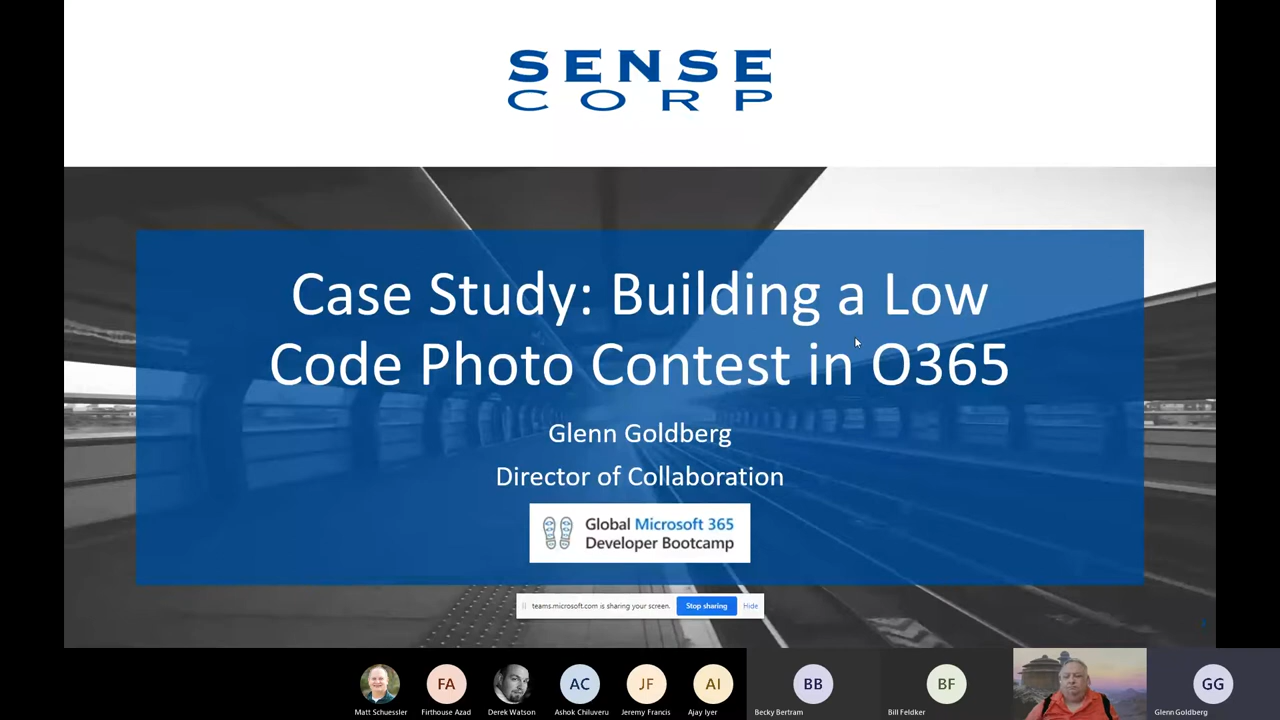 SENSE
CORP
Case Study: Building a Low
Code Photo Contest in O365
Glenn Goldberg
Director of Collaboration
Global Microsoft 365
Developer Bootcamp
teams.microsoft.com is sharing your screen.
Stop sharing
Hide
FA
AC
JF
AI
BB
BF
GG
Matt Schuessler
Firthouse Azad
Derek Watson
Ashok Chiluveru
Jeremy Francis
Ajay Iyer
Becky Bertram
Bill Feldker
Glenn Goldberg